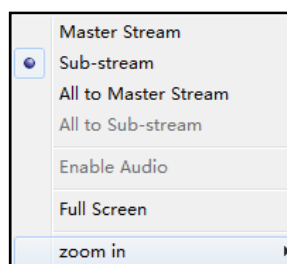 Master Stream
Sub-stream
All to Master Stream
All to Sub-stream
Enable Audio
Full Screen
zoom in